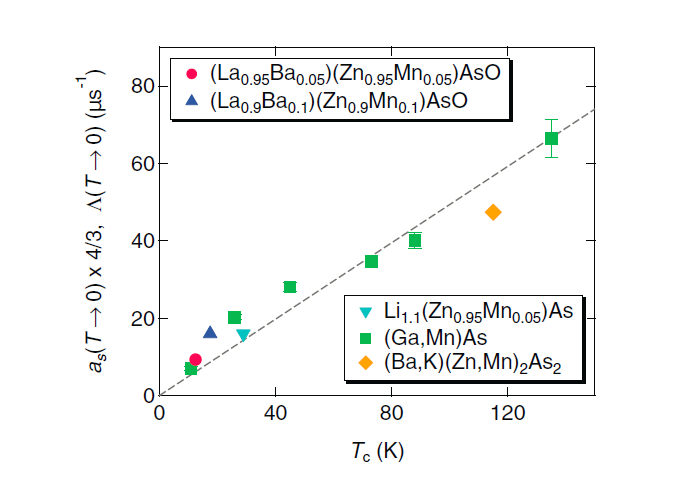 (La0.95Ba0.05)(Zn0.95Mn0.05)AsO
(La0.9Ba0.1)(Zn0.9Mn0.1)AsO
80
60
40
20
0
as(T → 0) x 4/3, Λ(T → 0) (μs-1)
Li1.1(Zn0.95Mn0.05)As
(Ga,Mn)As
(Ba,K)(Zn,Mn)2As2
0 40 80 120
Tc (K)